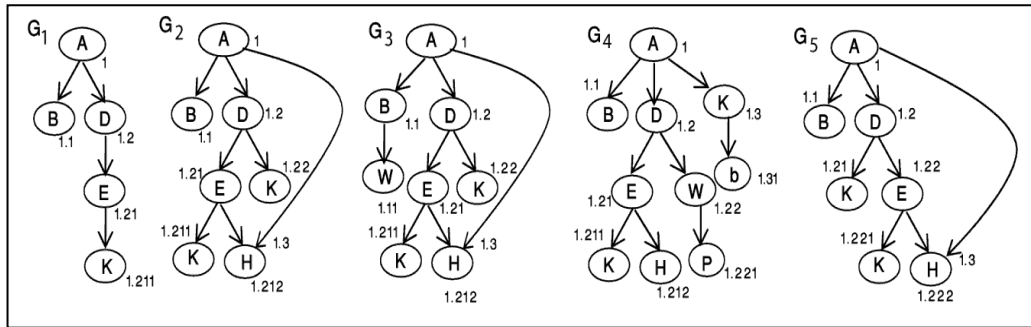 G1 A 1
B 1.1 D 1.2
E 1.21
K 1.211
G2 A 1
B 1.1 D 1.2
1.21 E K 1.22
1.211 K H 1.3
1.212
G3 A 1
B 1.1 D 1.2
W 1.11 E 1.21 K 1.22
1.211 K H 1.3
1.212
G4 A 1
1.1 B D 1.2 K 1.3
1.21 E W 1.22 b 1.31
1.211 K H 1.212 P 1.221
G5 A 1
1.1 B D 1.2
1.21 K E 1.22
1.221 K H 1.3
1.222